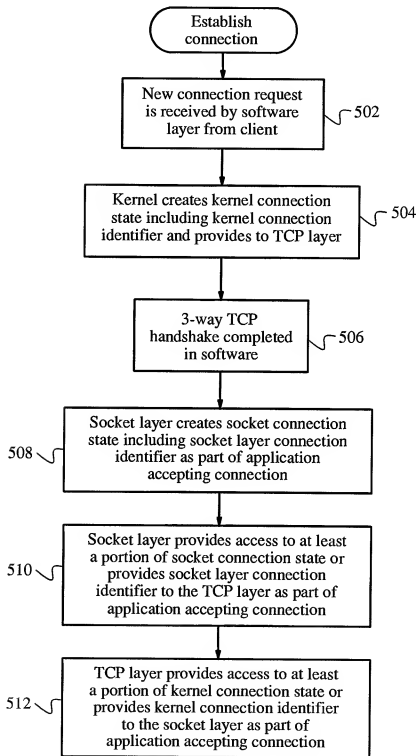 Establish
connection
New connection request
is received by software
layer from client
502
Kernel creates kernel connection
state including kernel connection
identifier and provides to TCP layer
504
3-way TCP
handshake completed
in software
506
Socket layer creates socket connection
state including socket layer connection
identifier as part of application
accepting connection
508
Socket layer provides access to at least
a portion of socket connection state or
provides socket layer connection
identifier to the TCP layer as part of
application accepting connection
510
TCP layer provides access to at least
a portion of kernel connection state or
provides kernel connection identifier
to the socket layer as part of
application accepting connection
512